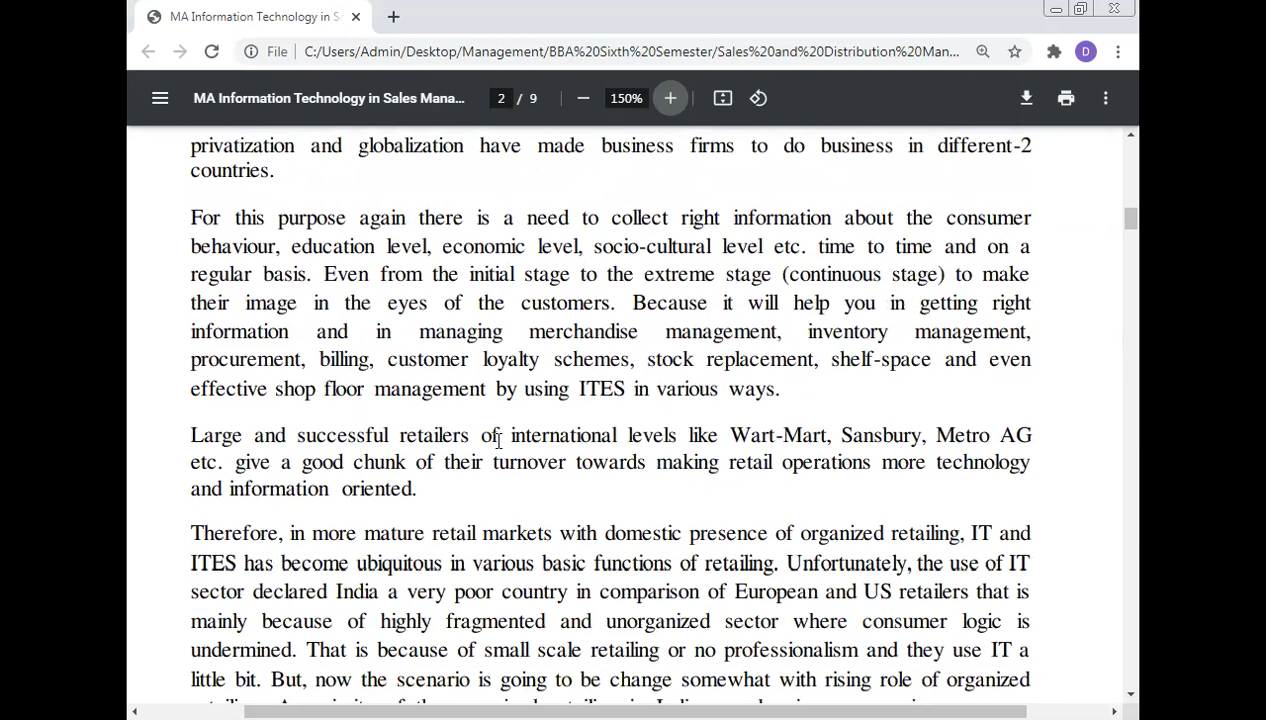 MA Information Technology in S
File C:/Users/Admin/Desktop/Management/BBA%20Sixth%20Semester/Sales%20and%20Distribution%20Man...
D
MA Information Technology in Sales Mana... 2 / 9 150%
privatization and globalization have made business firms to do business in different-2
countries.
For this purpose again there is a need to collect right information about the consumer
behaviour, education level, economic level, socio-cultural level etc. time to time and on a
regular basis. Even from the initial stage to the extreme stage (continuous stage) to make
their image in the eyes of the customers. Because it will help you in getting right
information and in managing merchandise management, inventory management,
procurement, billing, customer loyalty schemes, stock replacement, shelf-space and even
effective shop floor management by using ITES in various ways.
Large and successful retailers of international levels like Wart-Mart, Sansbury, Metro AG
etc. give a good chunk of their turnover towards making retail operations more technology
and information oriented.
Therefore, in more mature retail markets with domestic presence of organized retailing, IT and
ITES has become ubiquitous in various basic functions of retailing. Unfortunately, the use of IT
sector declared India a very poor country in comparison of European and US retailers that is
mainly because of highly fragmented and unorganized sector where consumer logic is
undermined. That is because of small scale retailing or no professionalism and they use IT a
little bit. But, now the scenario is going to be change somewhat with rising role of organized